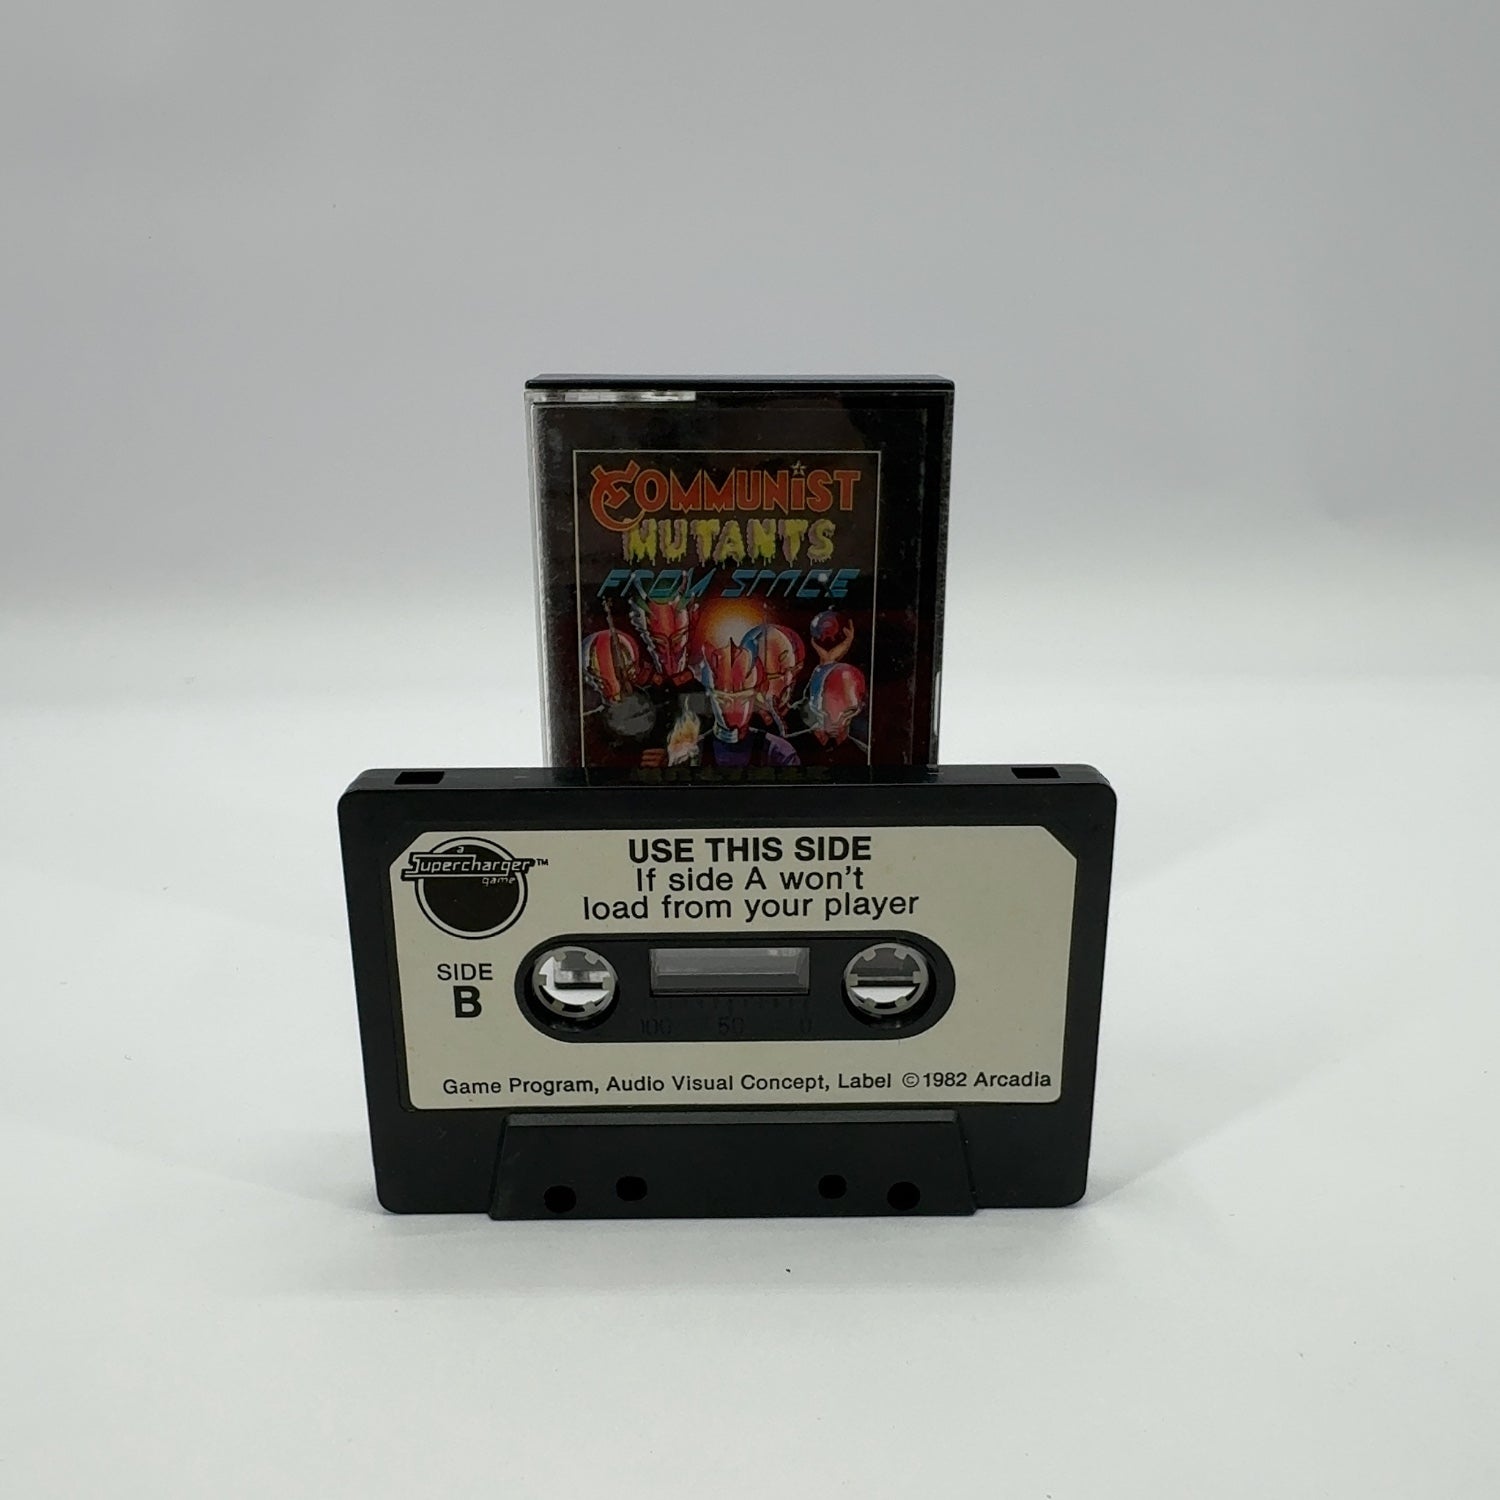 COMMUNIST
MUTANTS
FROM SPACE
a
Supercharger™
game
USE THIS SIDE
If side A won't
load from your player
SIDE
B
100 50 0
Game Program, Audio Visual Concept, Label ©1982 Arcadia